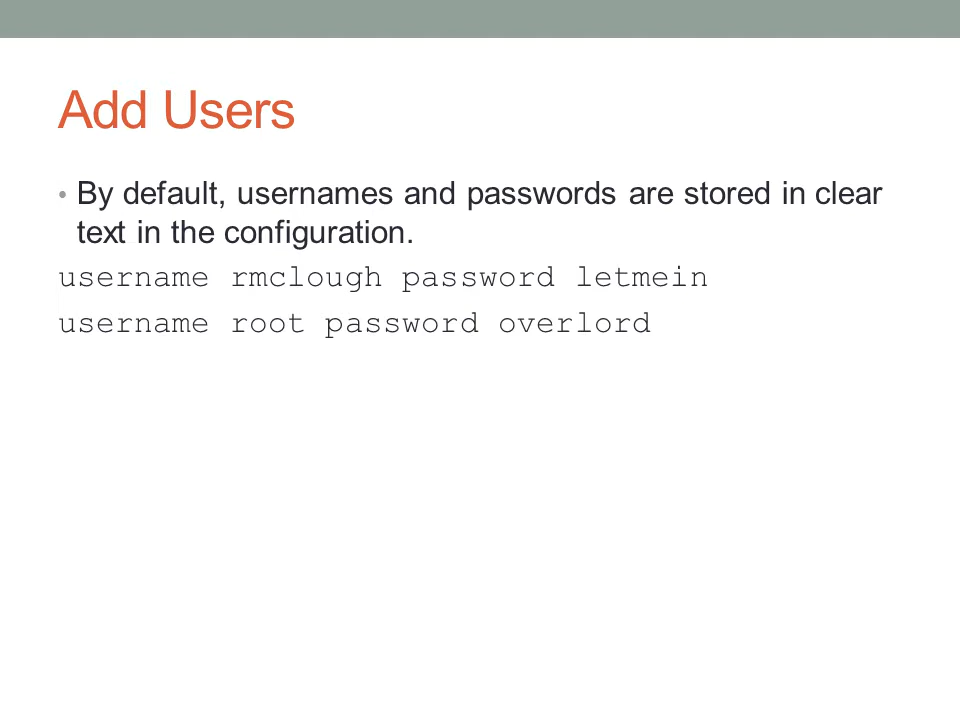 Add Users
• By default, usernames and passwords are stored in clear
text in the configuration.
username rmclough password letmein
username root password overlord